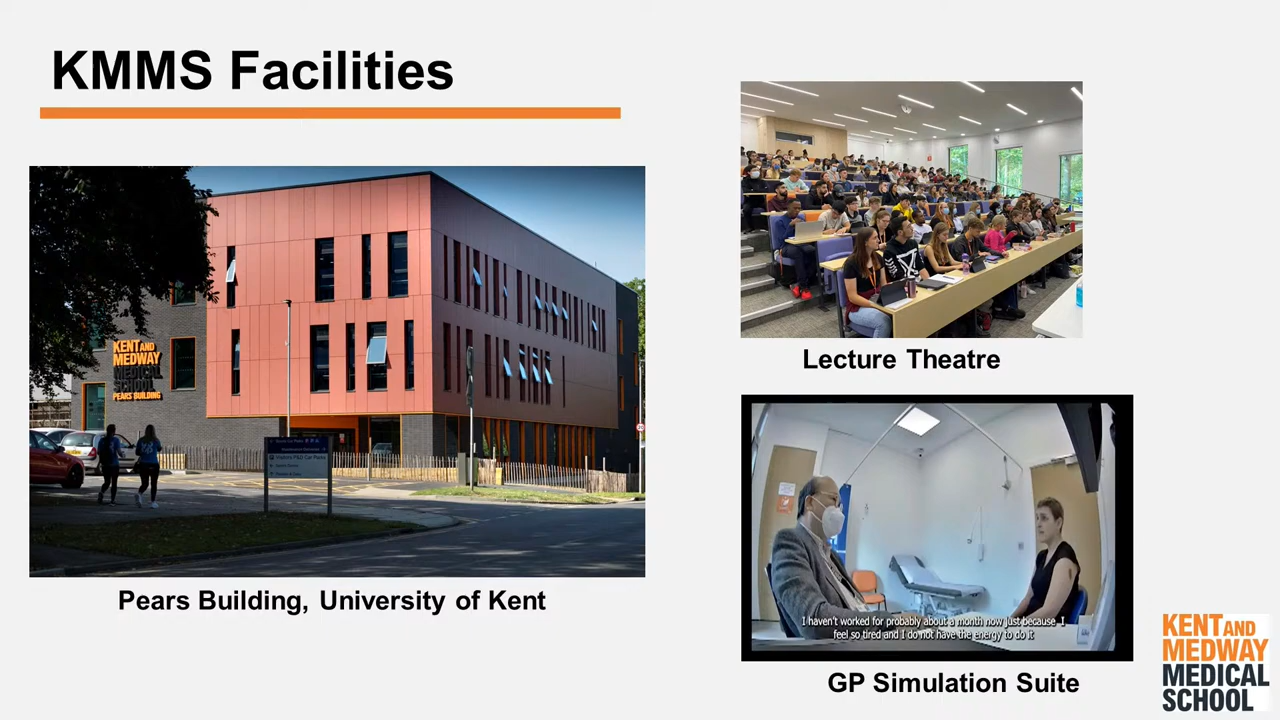 KMMS Facilities
KENT AND
MEDWAY
MEDICAL
SCHOOL
PEARS BUILDING
Pears Building, University of Kent
Lecture Theatre
I haven't worked for probably about a month now just because I
feel so tired and I do not have the energy to do it
GP Simulation Suite
KENT AND
MEDWAY
MEDICAL
SCHOOL